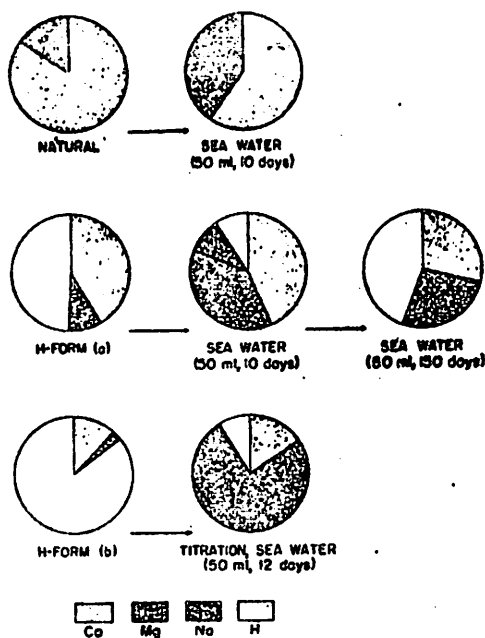 NATURAL
SEA WATER
(50 ml, 10 days)
H-FORM (a)
SEA WATER
(50 ml, 10 days)
SEA WATER
(60 ml, 150 days)
H-FORM (b)
TITRATION, SEA WATER
(50 ml, 12 days)
Ca Mg Na H